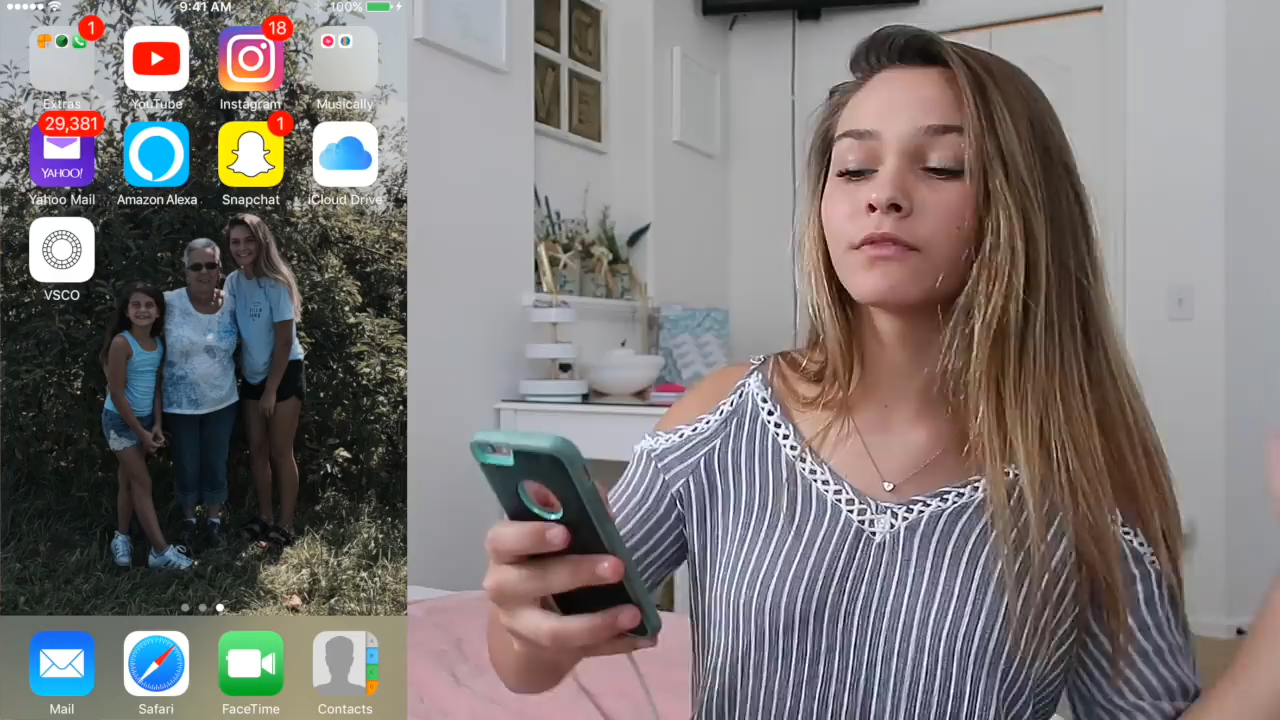 9:41 AM
100%
1
18
Extras
YouTube
Instagram
Musically
29,381
1
YAHOO!
Yahoo Mail
Amazon Alexa
Snapchat
iCloud Drive
VSCO
Mail
Safari
FaceTime
Contacts